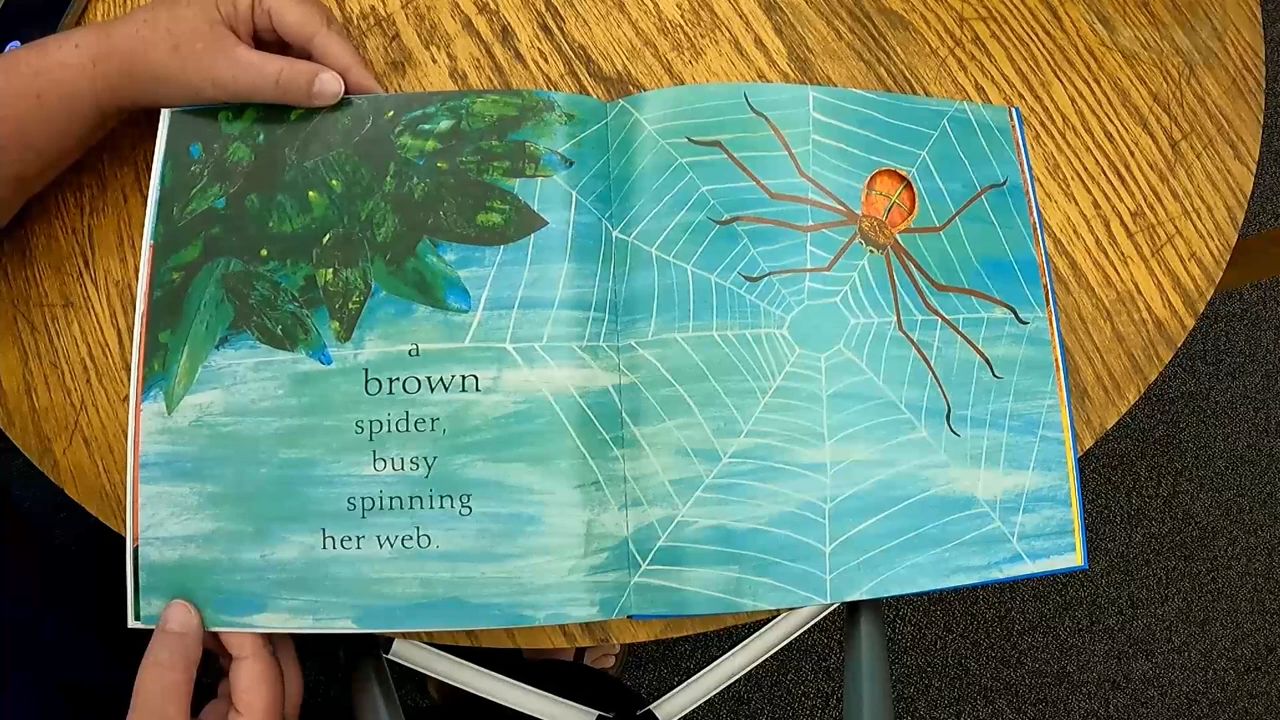 a
brown
spider,
busy
spinning
her web.